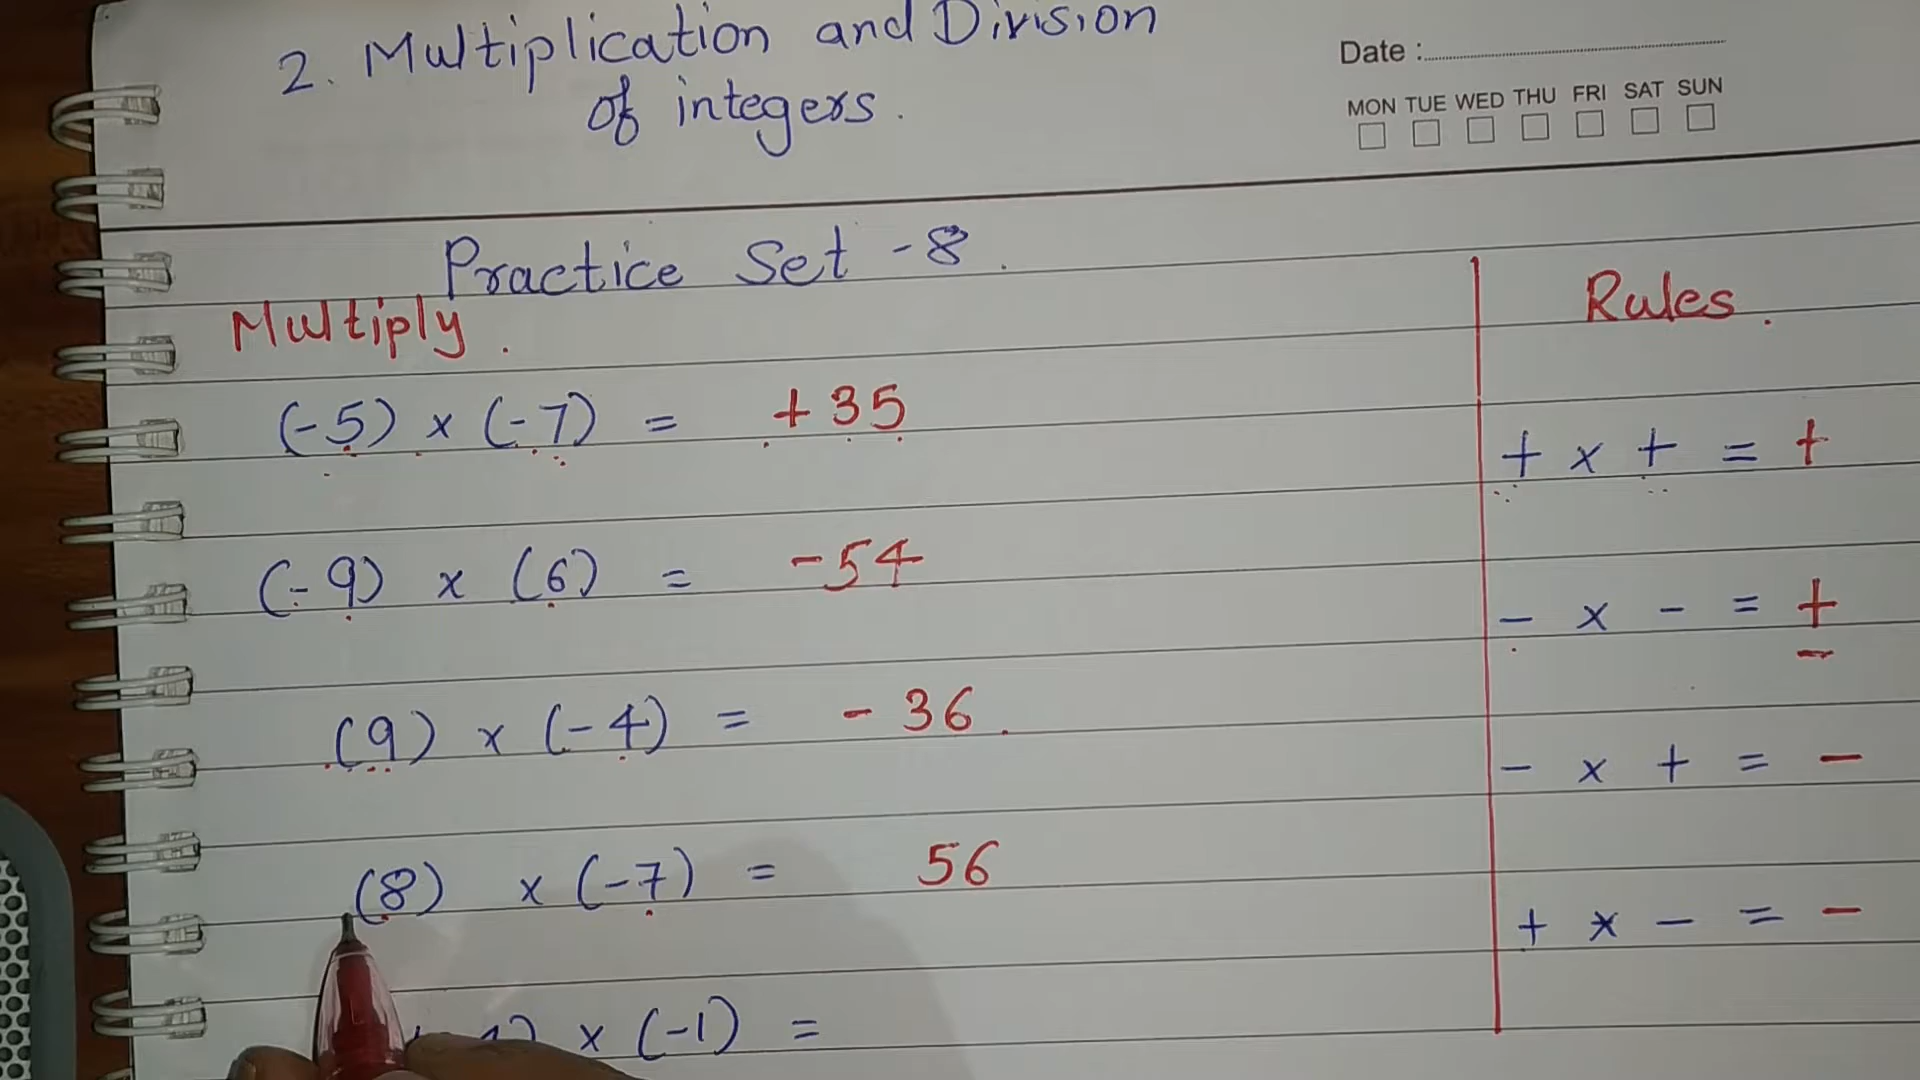 2. Multiplication and Division
of integers.
Date :
MON TUE WED THU FRI SAT SUN
Practice Set - 8.
Multiply.
Rules.
(-5) × (-7) = +35
+ × + = +
(-9) × (6) = -54
- × - = +
-
(9) × (-4) = - 36.
- × + = -
(8) × (-7) = 56
+ × - = -
× (-1) =